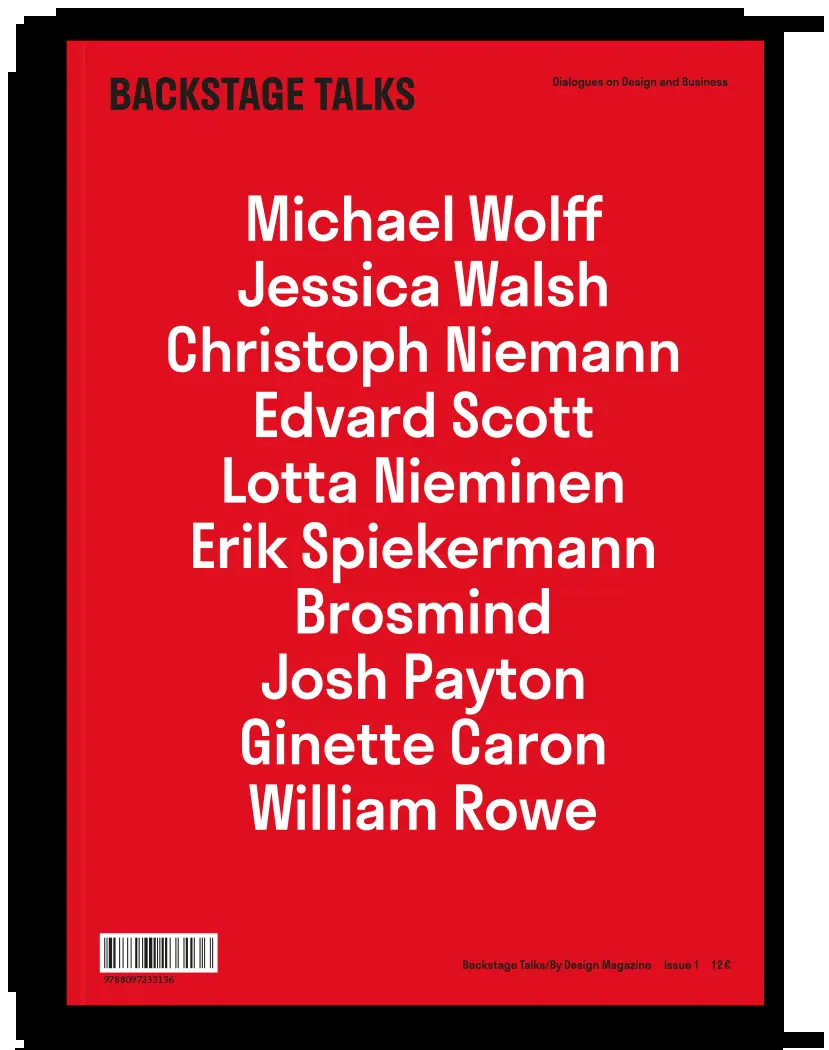 BACKSTAGE TALKS
Dialogues on Design and Business
Michael Wolff
Jessica Walsh
Christoph Niemann
Edvard Scott
Lotta Nieminen
Erik Spiekermann
Brosmind
Josh Payton
Ginette Caron
William Rowe
9788097233136
Backstage Talks/By Design Magazine Issue 1 12 €